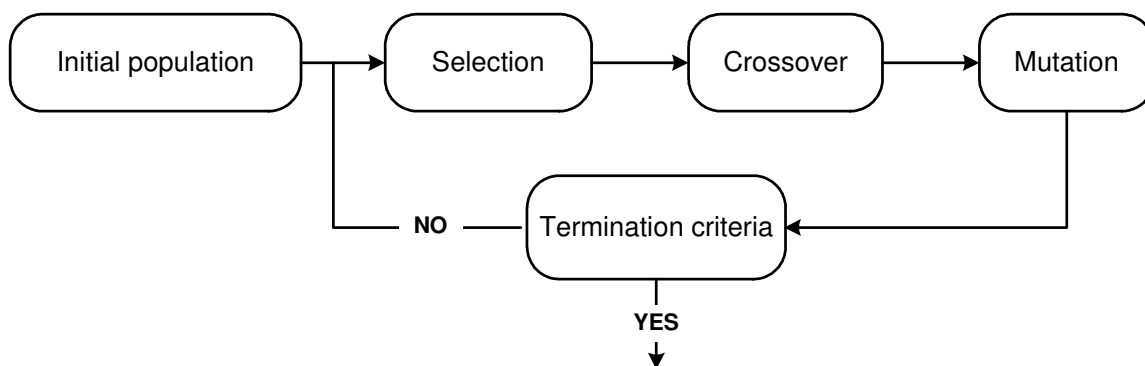 Initial population
Selection
Crossover
Mutation
NO
Termination criteria
YES